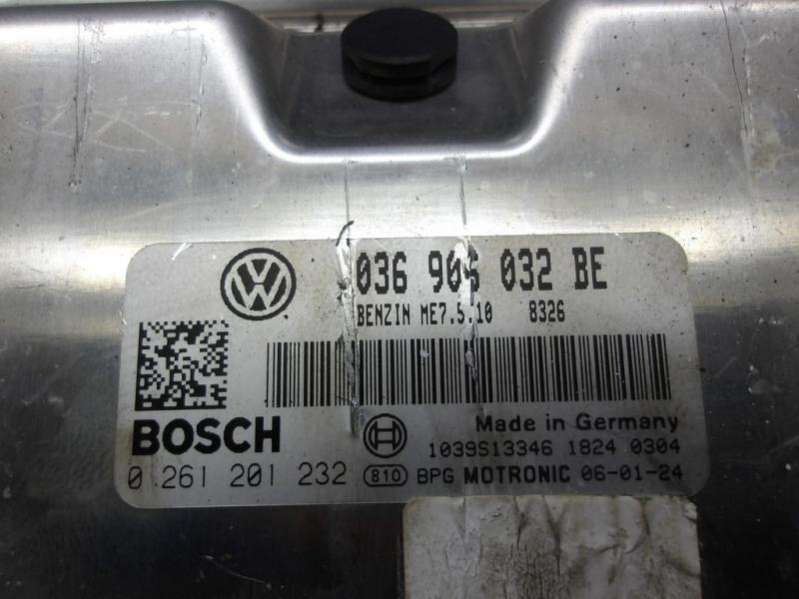 036 906 032 BE
BENZIN ME7.5.10 8326
BOSCH
Made in Germany
1039S13346 1824 0304
0 261 201 232 810 BPG MOTRONIC 06-01-24